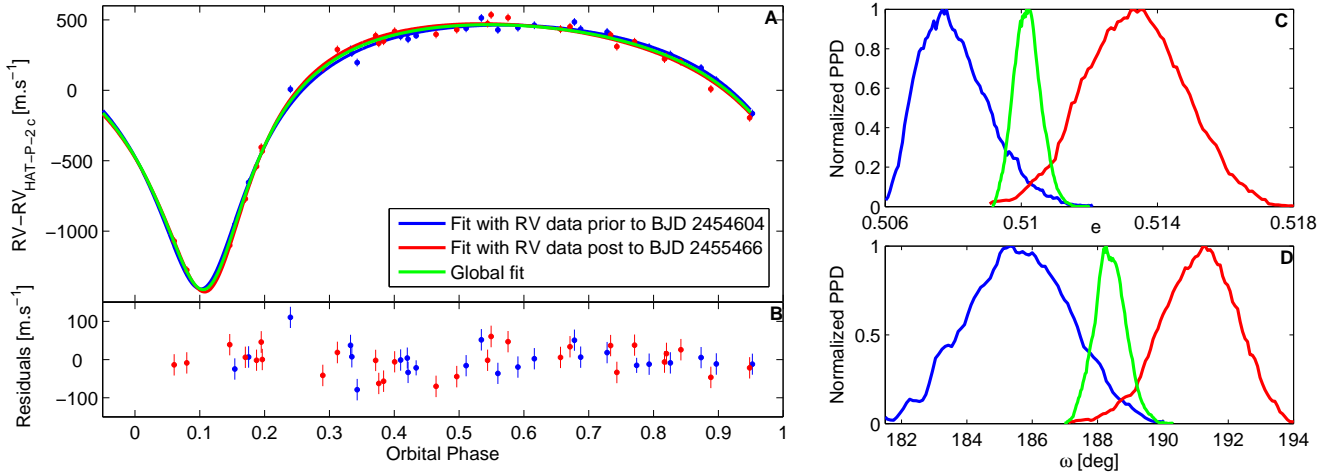 A
RV−RV_HAT−P−2 c [m.s⁻¹]
500
0
−500
−1000
Fit with RV data prior to BJD 2454604
Fit with RV data post to BJD 2455466
Global fit
B
Residuals [m.s⁻¹]
100
0
−100
0 0.1 0.2 0.3 0.4 0.5 0.6 0.7 0.8 0.9 1
Orbital Phase
C
Normalized PPD
1
0.8
0.6
0.4
0.2
0
0.506 0.51 0.514 0.518
e
D
Normalized PPD
1
0.5
0
182 184 186 188 190 192 194
ω [deg]